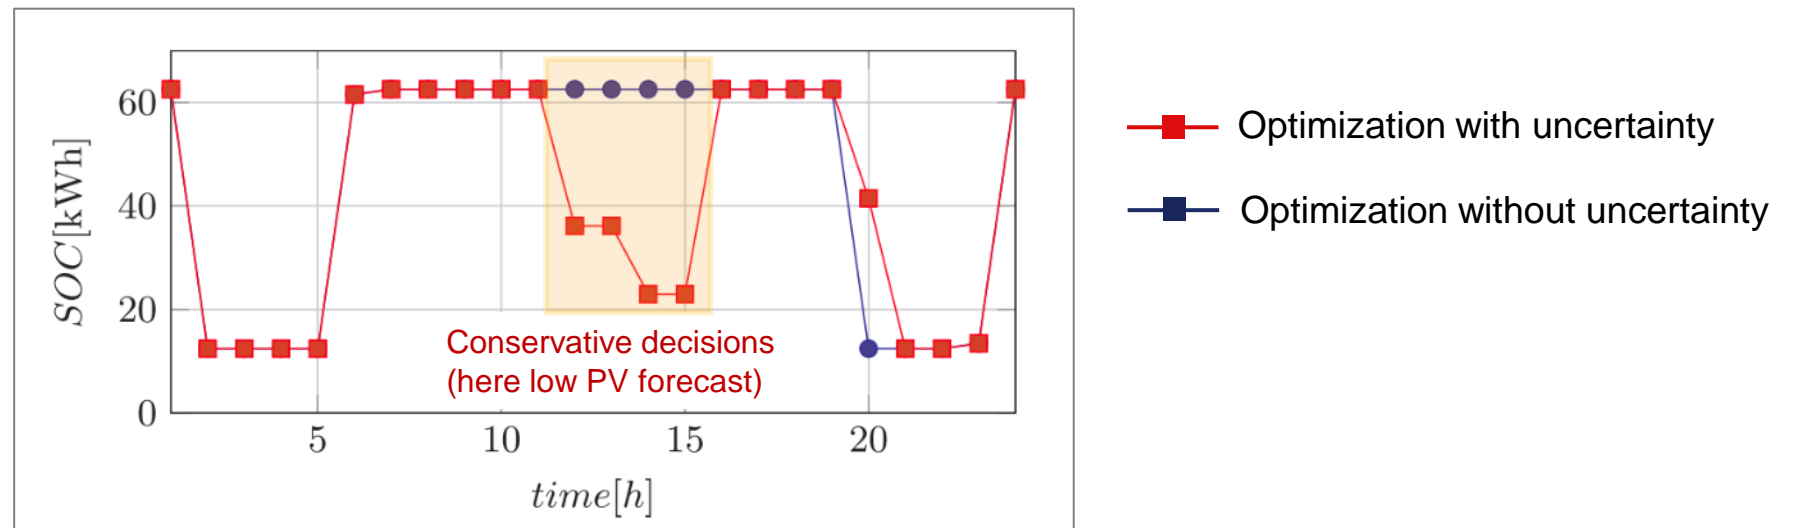 60
40
20
0
SOC[kWh]
5 10 15 20
time[h]
Conservative decisions
(here low PV forecast)
Optimization with uncertainty
Optimization without uncertainty